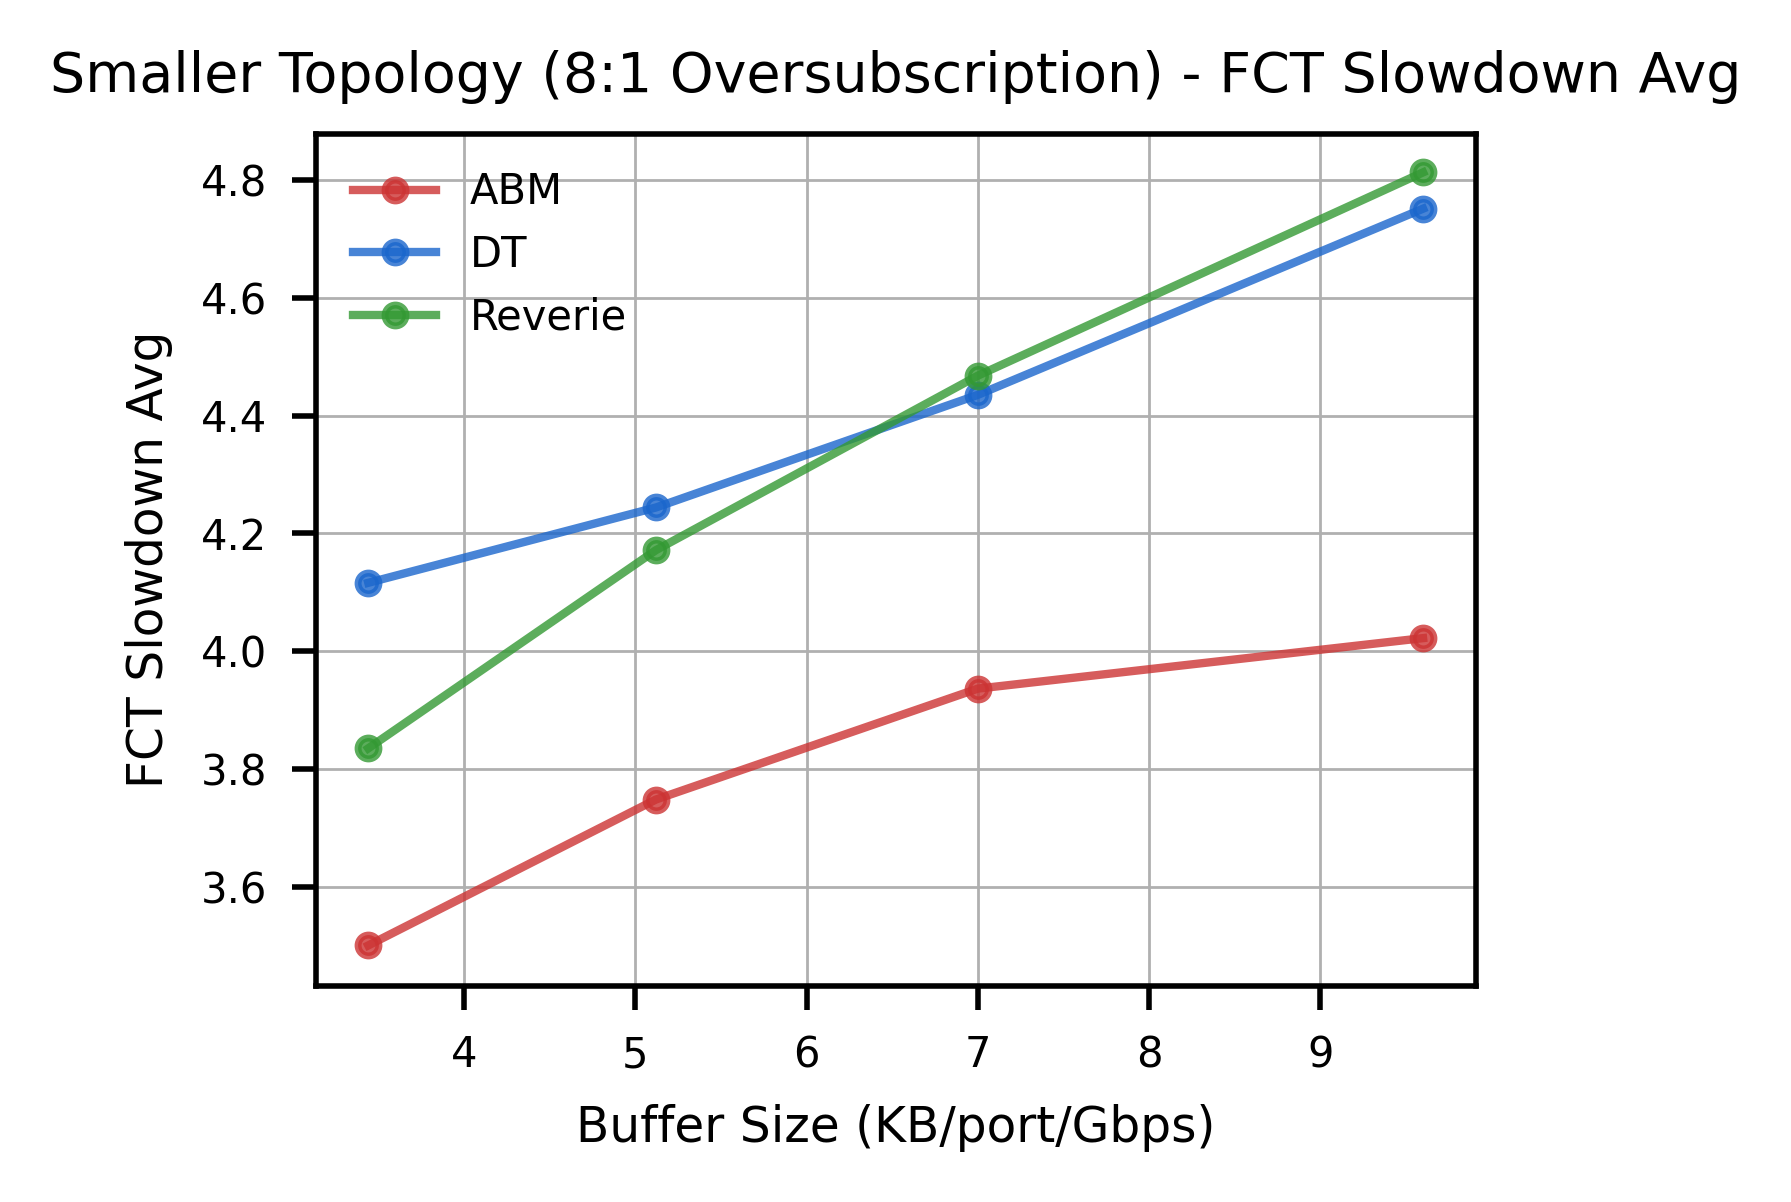 Smaller Topology (8:1 Oversubscription) - FCT Slowdown Avg
4.8
4.6
4.4
4.2
4.0
3.8
3.6
FCT Slowdown Avg
ABM
DT
Reverie
4 5 6 7 8 9
Buffer Size (KB/port/Gbps)